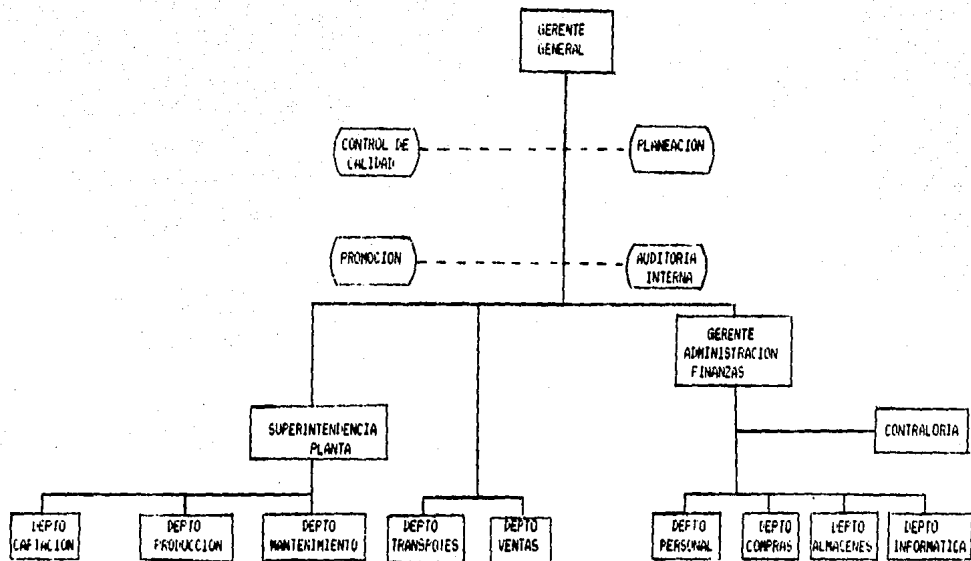 GERENTE
GENERAL
CONTROL DE
CALIDAD
PLANEACION
PROMOCION
AUDITORIA
INTERNA
GERENTE
ADMINISTRACION
FINANZAS
SUPERINTENDENCIA
PLANTA
CONTRALORIA
DEPTO
CAPTACION
DEPTO
PRODUCCION
DEPTO
MANTENIMIENTO
DEPTO
TRANSPOTES
DEPTO
VENTAS
DEPTO
PERSONAL
DEPTO
COMPRAS
DEPTO
ALMACENES
DEPTO
INFORMATICA